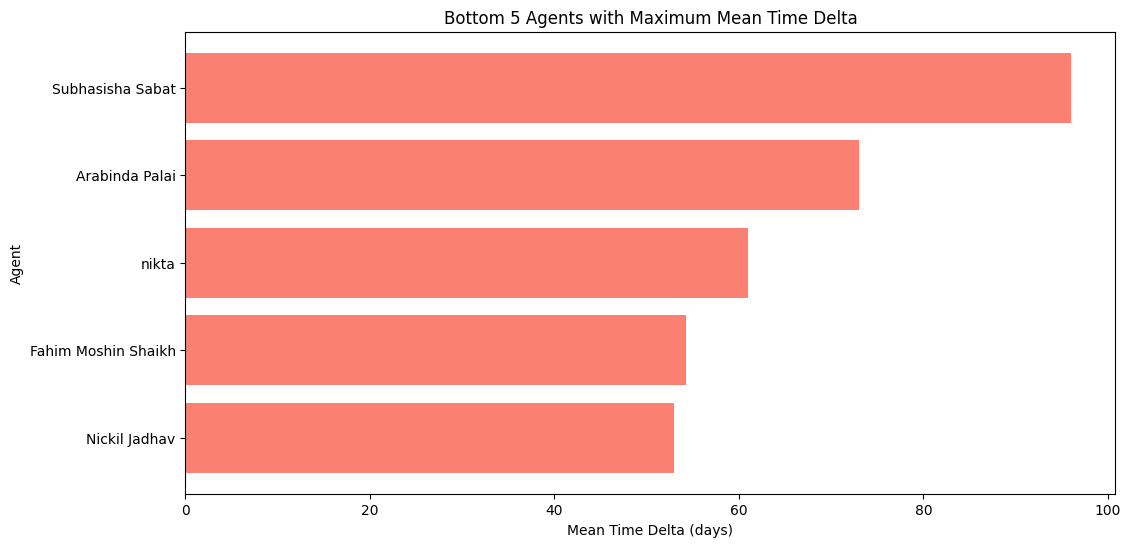 Bottom 5 Agents with Maximum Mean Time Delta
Agent
Subhasisha Sabat
Arabinda Palai
nikta
Fahim Moshin Shaikh
Nickil Jadhav
0 20 40 60 80 100
Mean Time Delta (days)